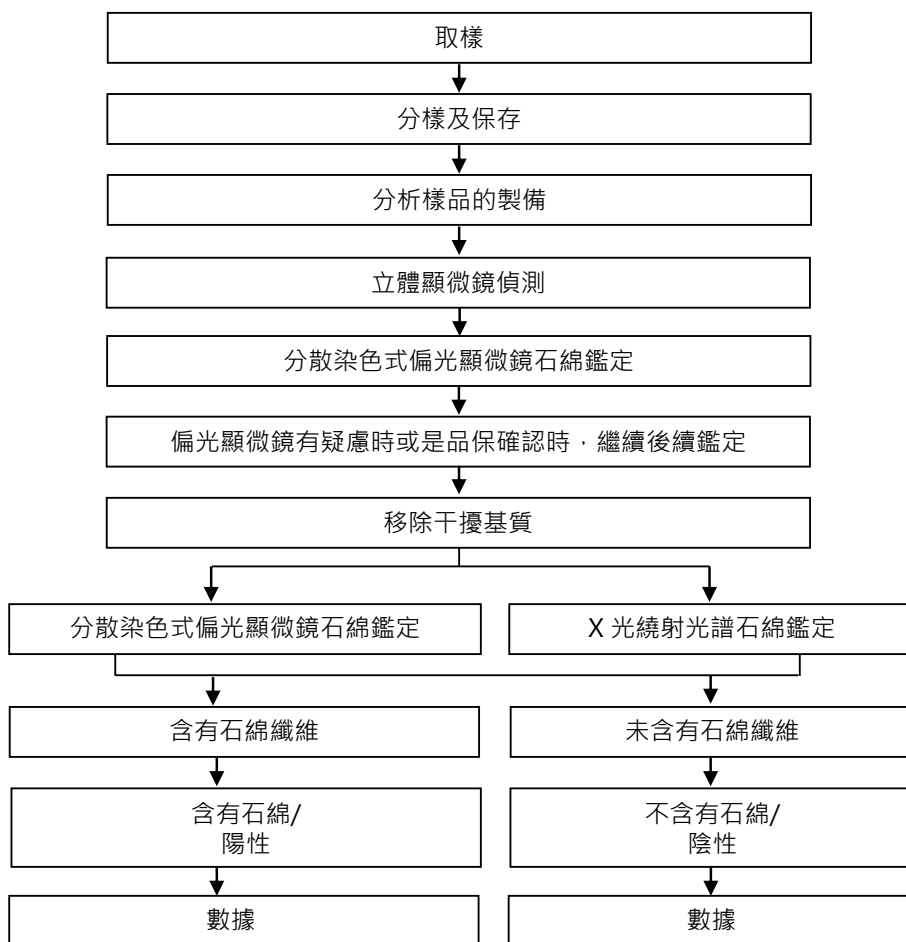 取樣
分樣及保存
分析樣品的製備
立體顯微鏡偵測
分散染色式偏光顯微鏡石綿鑑定
偏光顯微鏡有疑慮時或是品保確認時，繼續後續鑑定
移除干擾基質
分散染色式偏光顯微鏡石綿鑑定
X 光繞射光譜石綿鑑定
含有石綿纖維
未含有石綿纖維
含有石綿/
陽性
不含有石綿/
陰性
數據
數據